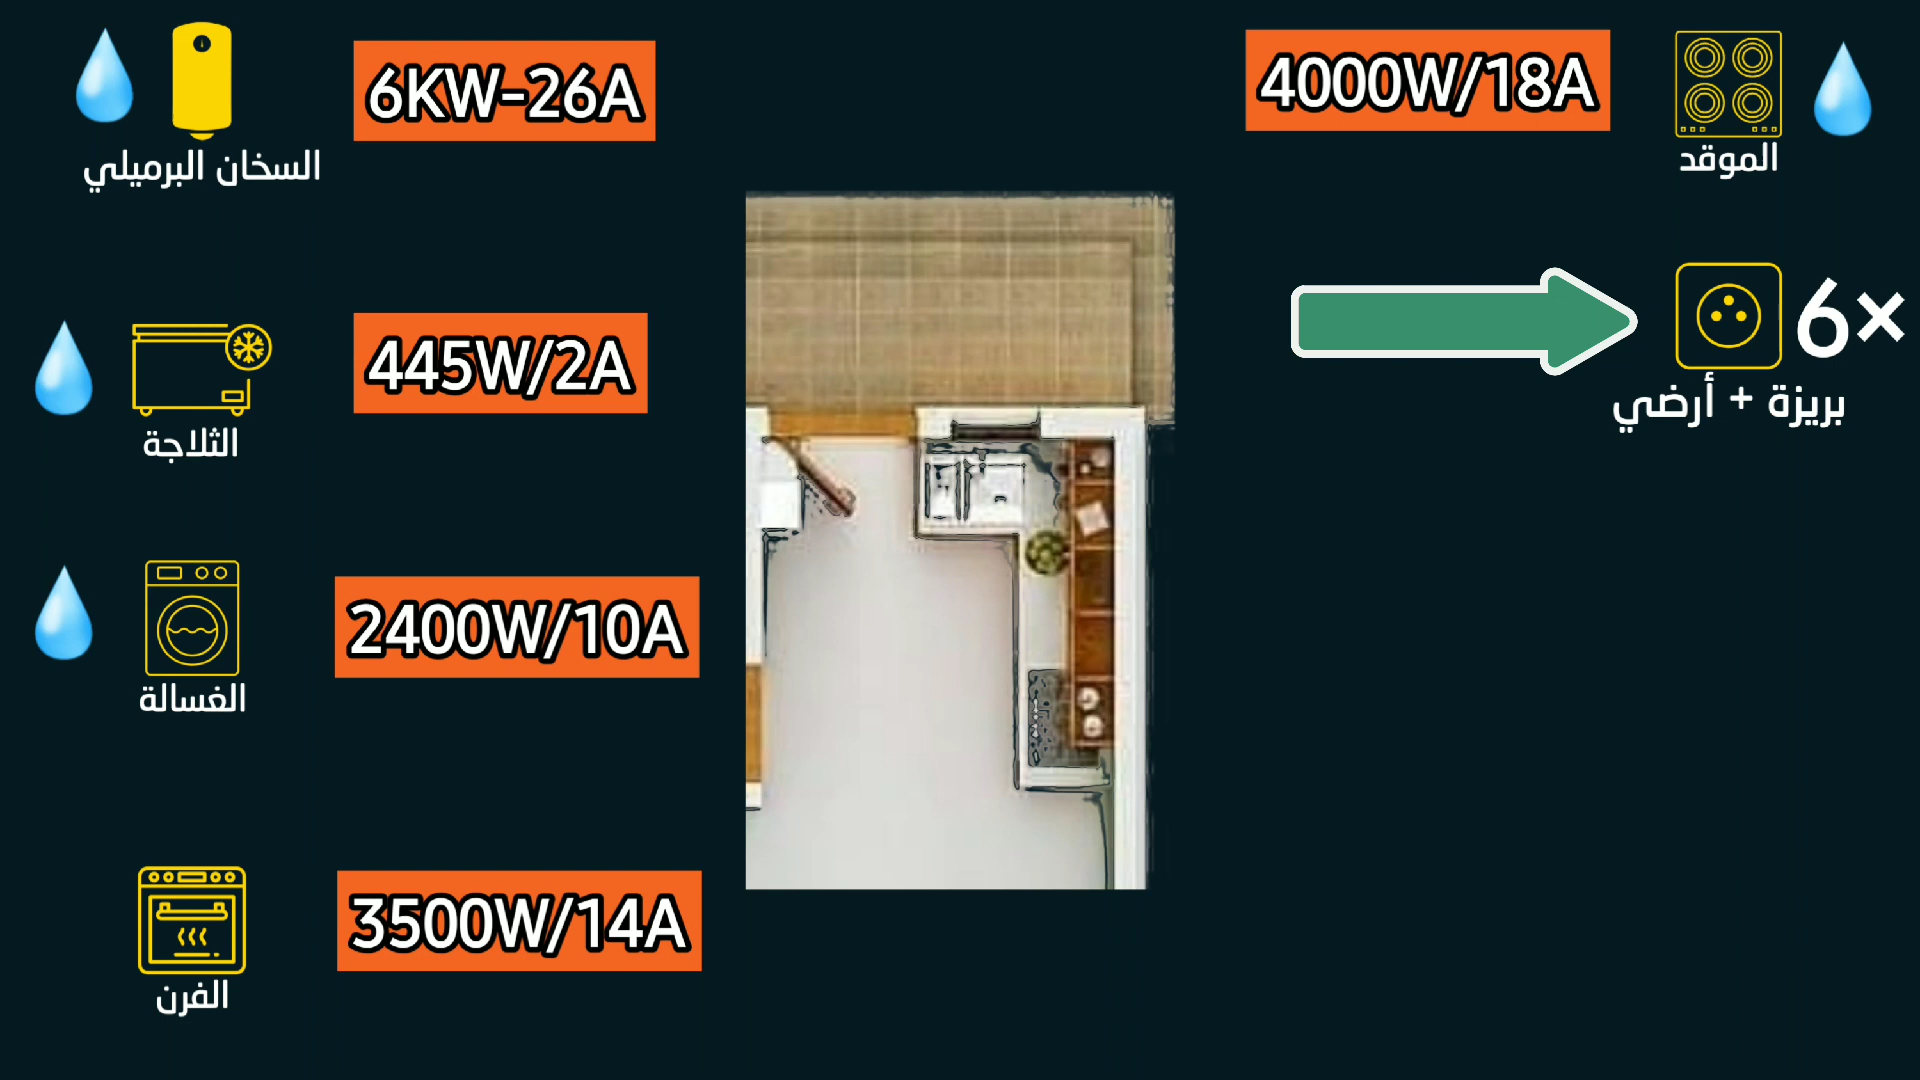 6KW-26A
السخان البرميلي
4000W/18A
الموقد
445W/2A
الثلاجة
6×
بريزة + أرضي
2400W/10A
الغسالة
3500W/14A
الفرن